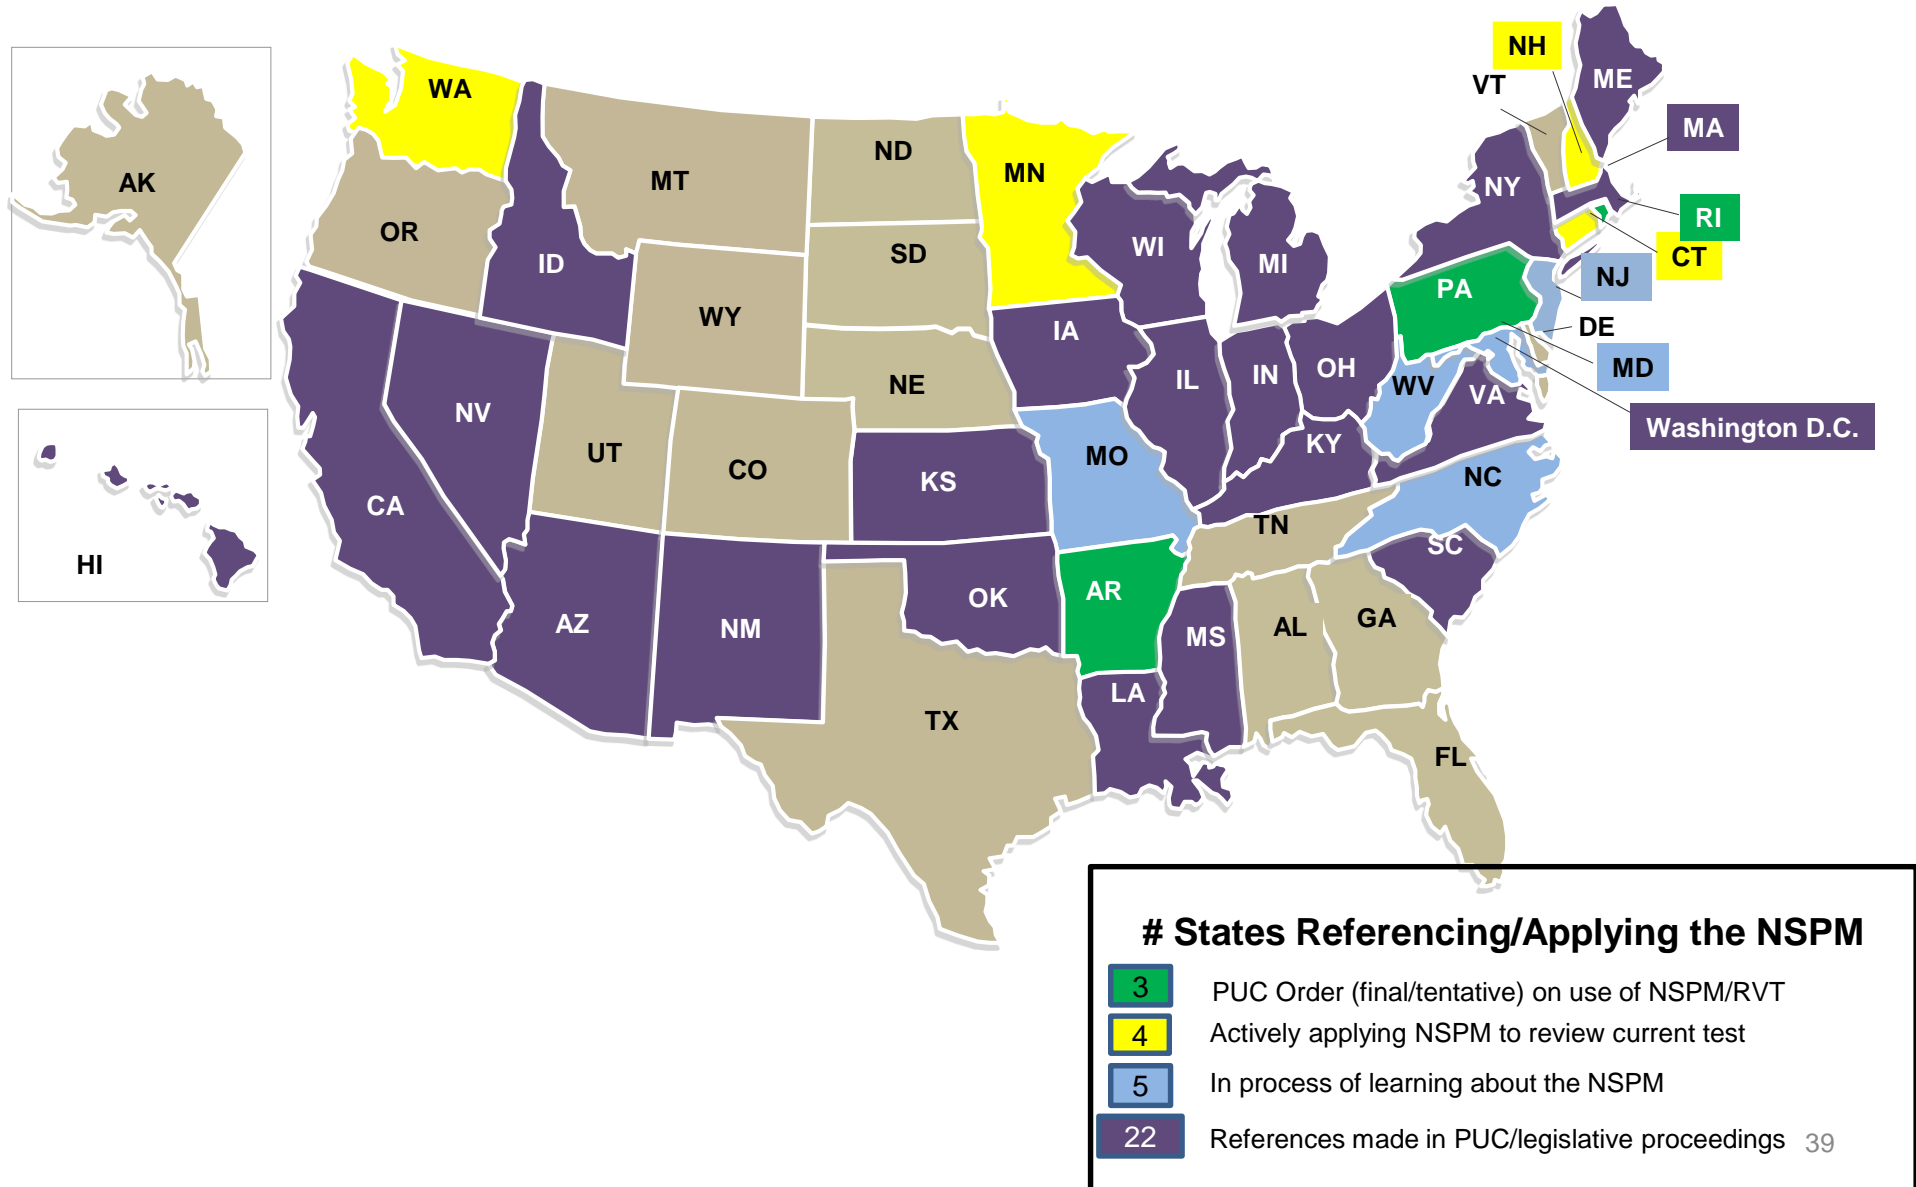 NH
WA
VT
ME
MA
ND
MN
AK
MT
NY
RI
OR
WI
SD
CT
ID
MI
NJ
PA
WY
IA
DE
MD
OH
IN
IL
NE
WV
VA
NV
Washington D.C.
KY
UT
MO
CO
NC
KS
CA
TN
SC
HI
AR
OK
GA
AZ
NM
AL
MS
LA
TX
FL
# States Referencing/Applying the NSPM
3 PUC Order (final/tentative) on use of NSPM/RVT
4 Actively applying NSPM to review current test
5 In process of learning about the NSPM
22 References made in PUC/legislative proceedings
39